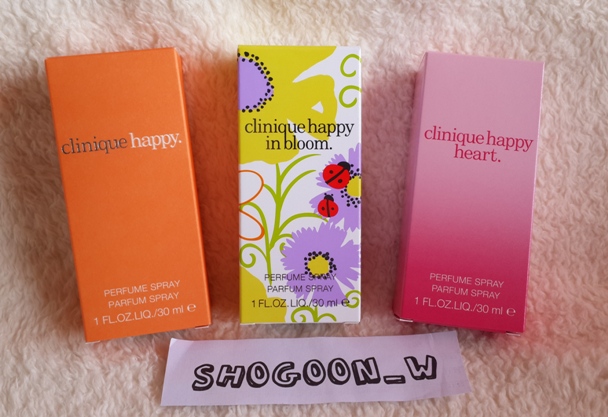 clinique happy.
PERFUME SPRAY
PARFUM SPRAY
1 FL.OZ.LIQ./30 ml e
clinique happy
in bloom.
PERFUME SPRAY
PARFUM SPRAY
1 FL.OZ.LIQ./30 ml e
clinique happy
heart.
PERFUME SPRAY
PARFUM SPRAY
1 FL.OZ.LIQ./30 ml e
SHOGOON_W